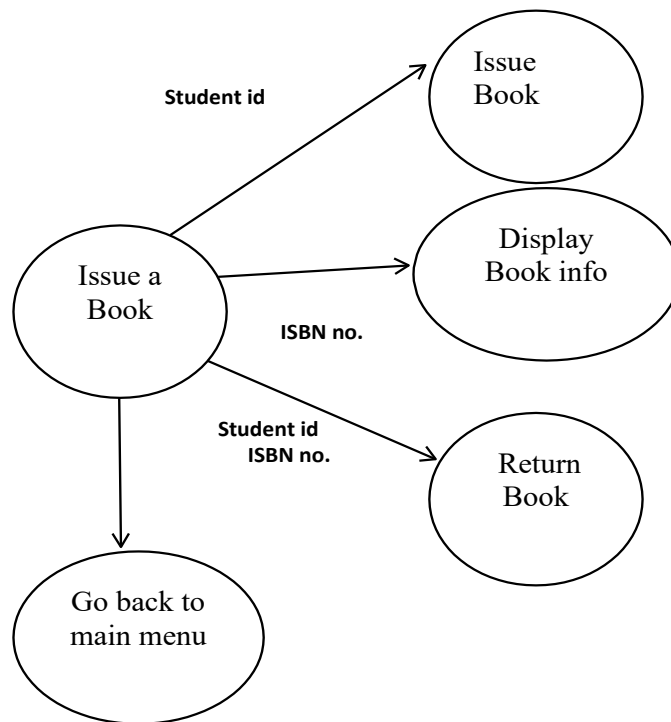 Issue
Book
Student id
Display
Book info
Issue a
Book
ISBN no.
Student id
ISBN no.
Return
Book
Go back to
main menu